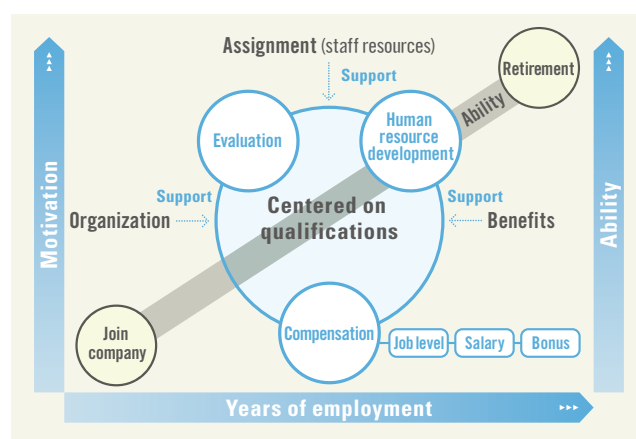 Assignment (staff resources)
Support
Retirement
Ability
Evaluation
Human
resource
development
Motivation
Support
Organization
Centered on
qualifications
Support
Benefits
Ability
Join
company
Compensation
Job level
Salary
Bonus
Years of employment